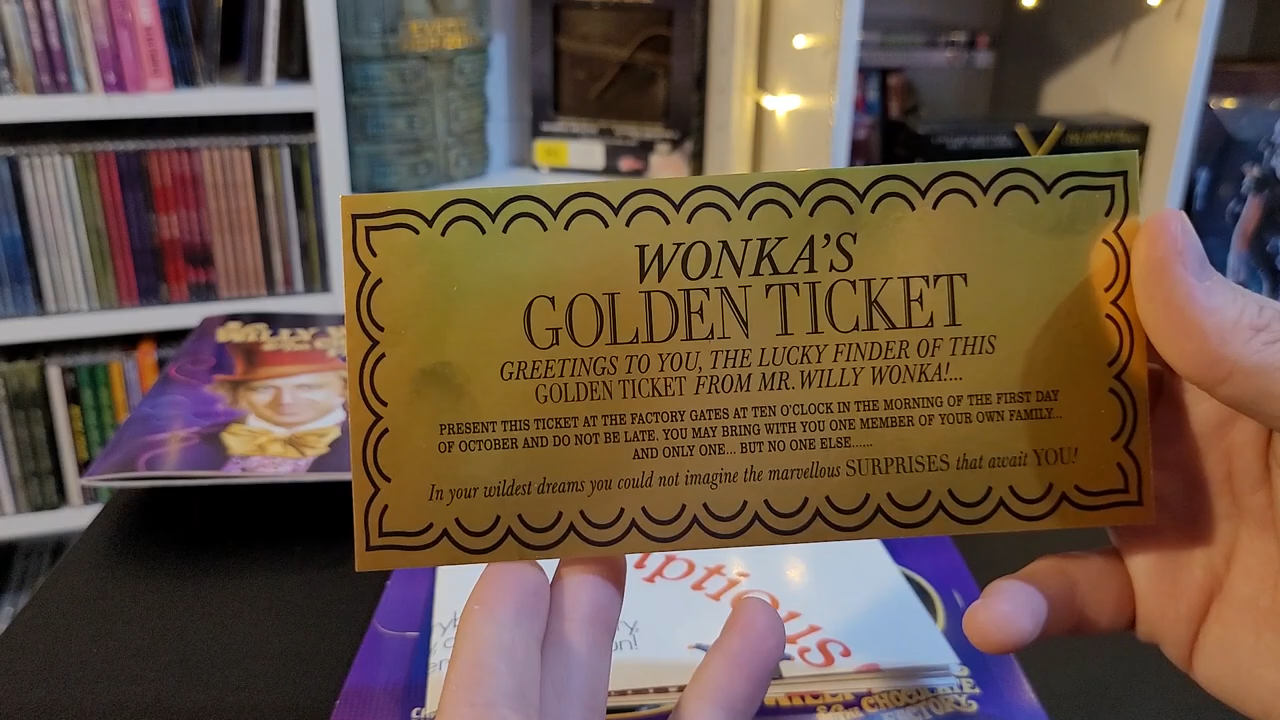 WONKA'S
GOLDEN TICKET
GREETINGS TO YOU, THE LUCKY FINDER OF THIS
GOLDEN TICKET FROM MR. WILLY WONKA!...
PRESENT THIS TICKET AT THE FACTORY GATES AT TEN O'CLOCK IN THE MORNING OF THE FIRST DAY
OF OCTOBER AND DO NOT BE LATE. YOU MAY BRING WITH YOU ONE MEMBER OF YOUR OWN FAMILY...
AND ONLY ONE... BUT NO ONE ELSE......
In your wildest dreams you could not imagine the marvellous SURPRISES that await YOU!
iptious
CHOCOLATE
FACTORY